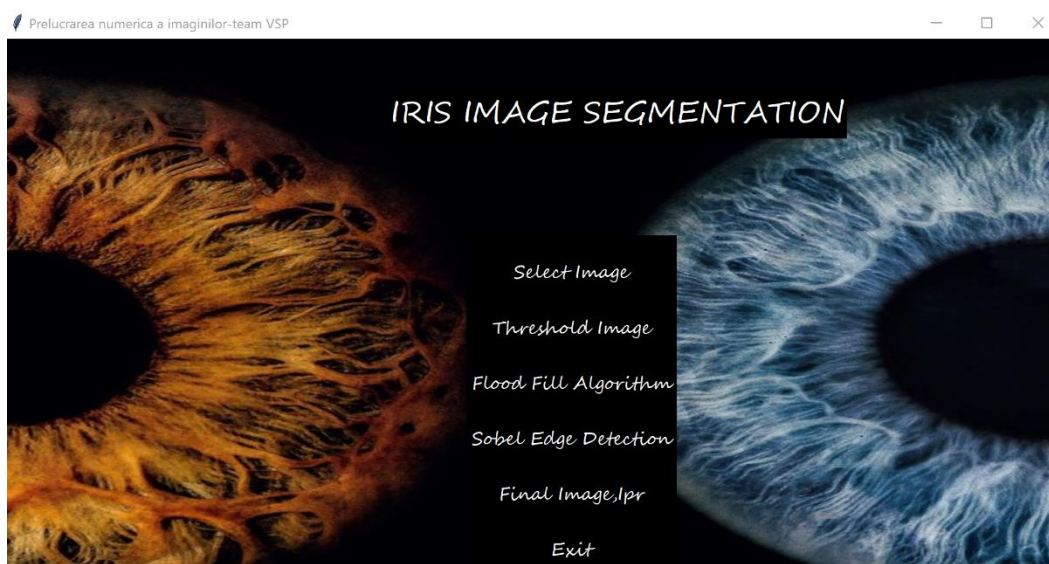 Prelucrarea numerica a imaginilor-team VSP
IRIS IMAGE SEGMENTATION
Select Image
Threshold Image
Flood Fill Algorithm
Sobel Edge Detection
Final Image,Ipr
Exit